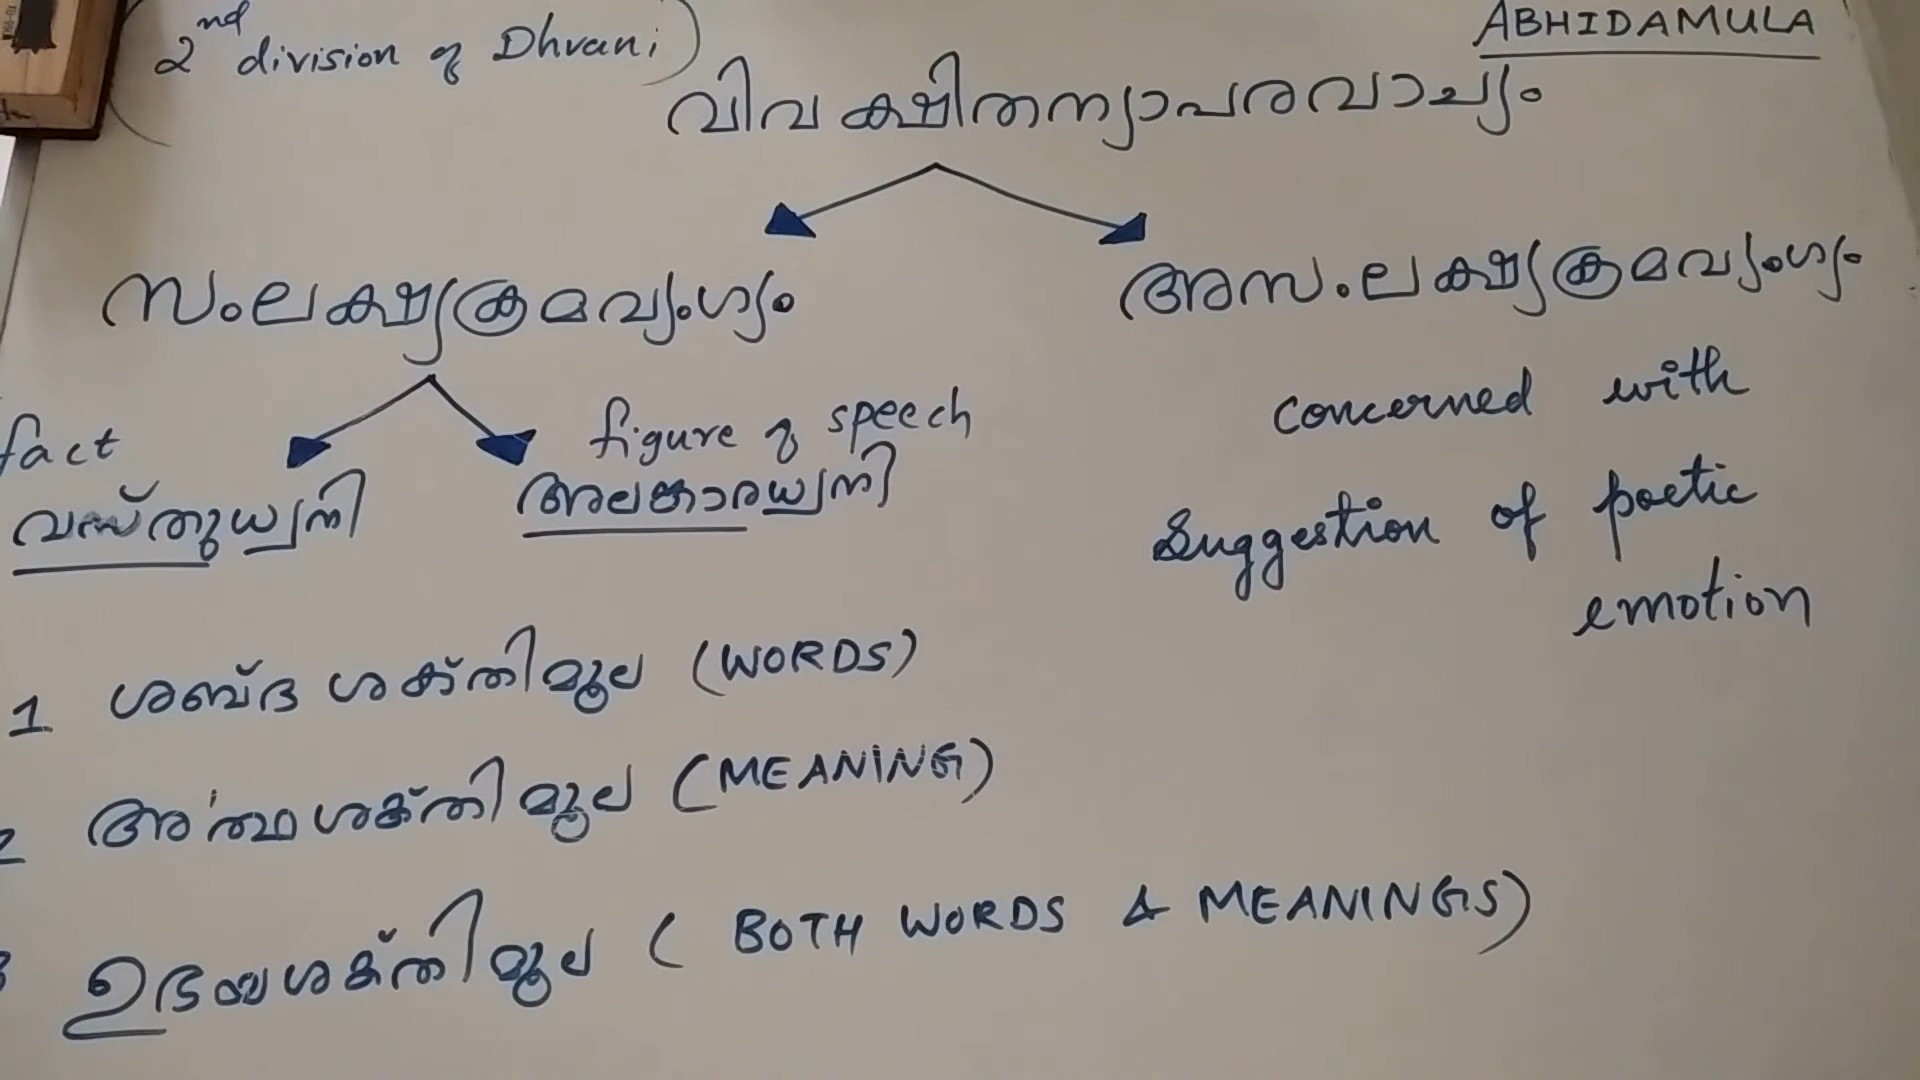 (2nd division of Dhvani)
ABHIDAMULA
വിവക്ഷിതന്യാപരവാച്യം
സംലക്ഷ്യക്രമവ്യംഗ്യം
അസംലക്ഷ്യക്രമവ്യംഗ്യം
fact
figure of speech
concerned with
വസ്തുധ്വനി
അലങ്കാരധ്വനി
Suggestion of poetic
emotion
1 ശബ്ദശക്തിമൂല (WORDS)
2 അ'ത്ഥശക്തിമൂല (MEANING)
3 ഉഭയശക്തിമൂല (BOTH WORDS & MEANINGS)